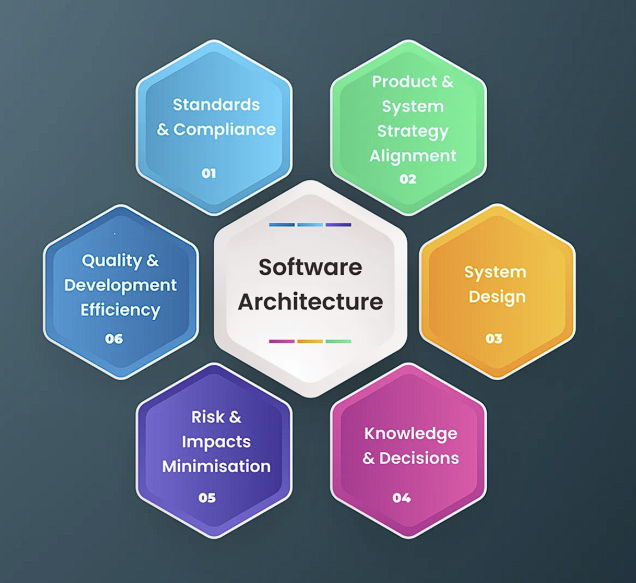 Standards
& Compliance
01
Product &
System
Strategy
Alignment
02
Software
Architecture
System
Design
03
Knowledge
& Decisions
04
Risk &
Impacts
Minimisation
05
Quality &
Development
Efficiency
06